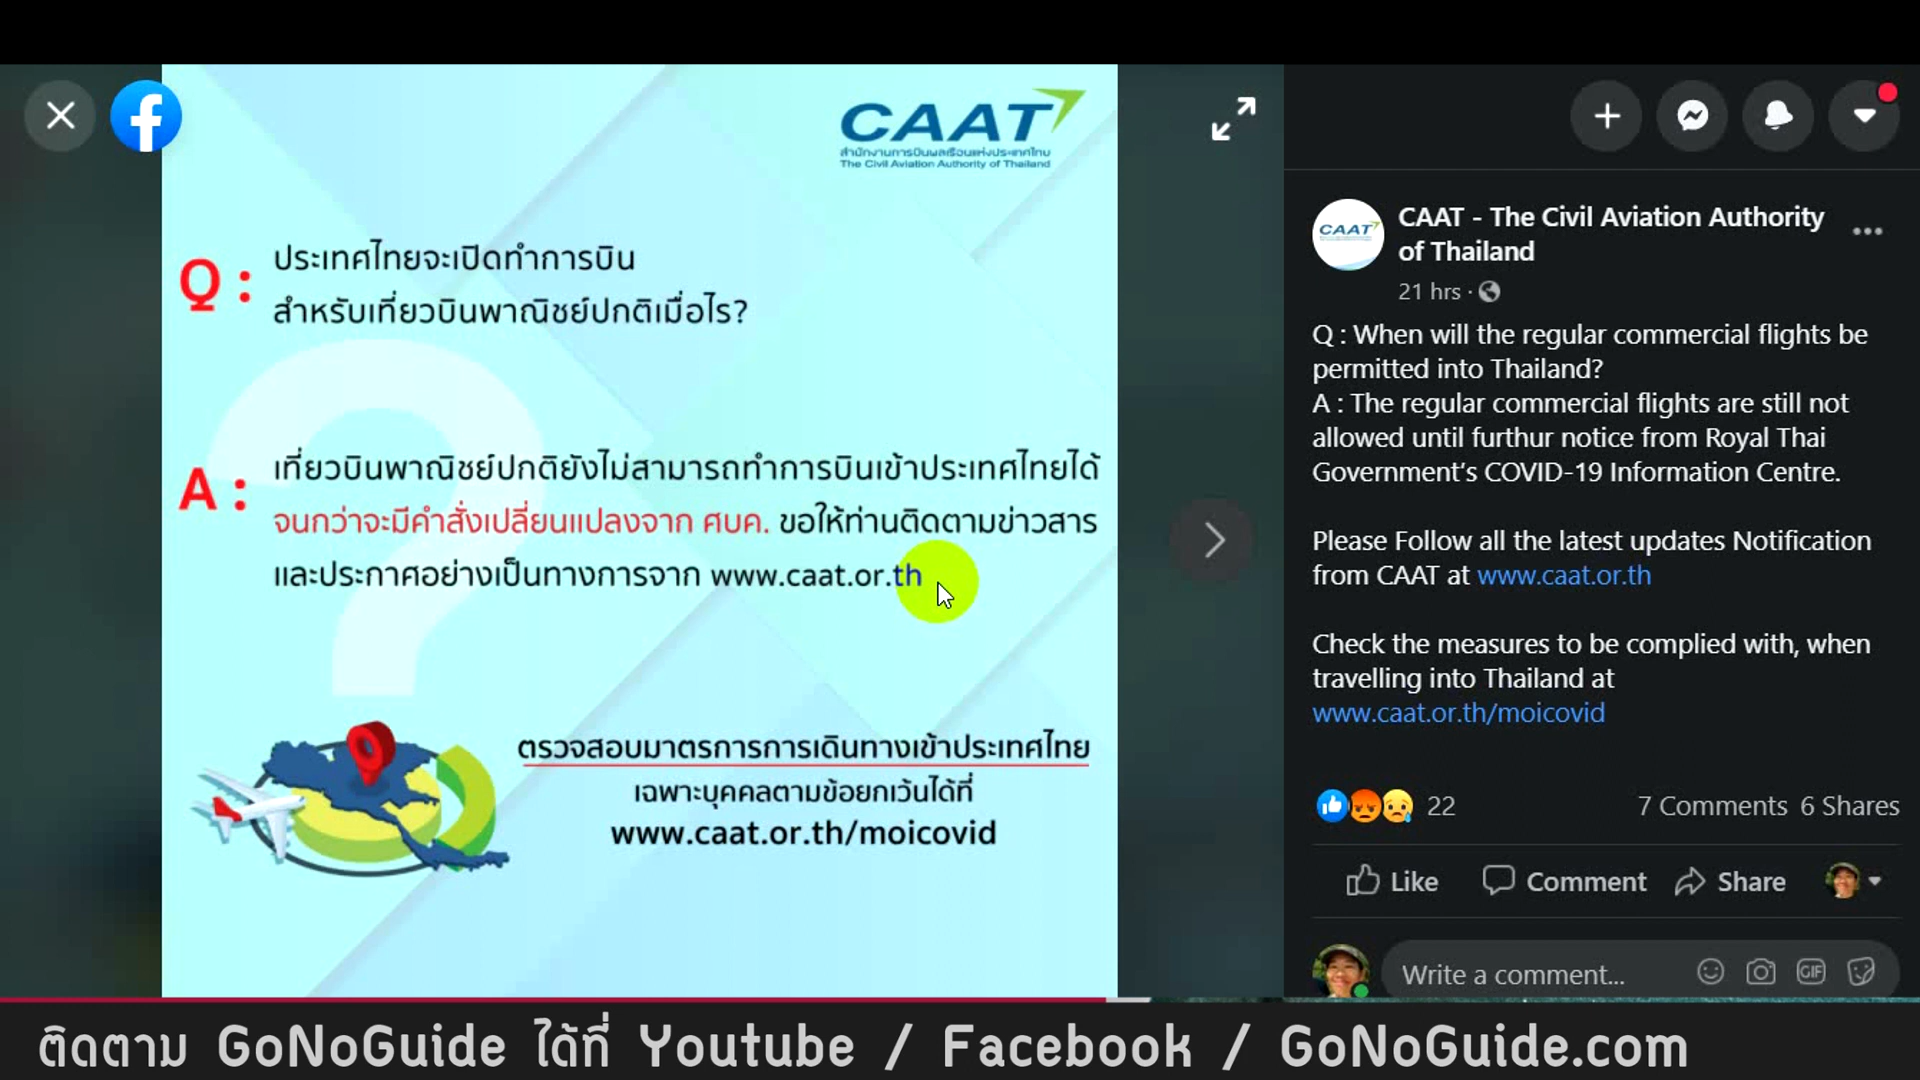 CAAT
สำนักงานการบินพลเรือนแห่งประเทศไทย
The Civil Aviation Authority of Thailand
Q : ประเทศไทยจะเปิดทำการบิน
สำหรับเที่ยวบินพาณิชย์ปกติเมื่อไร?
A : เที่ยวบินพาณิชย์ปกติยังไม่สามารถทำการบินเข้าประเทศไทยได้
จนกว่าจะมีคำสั่งเปลี่ยนแปลงจาก ศบค. ขอให้ท่านติดตามข่าวสาร
และประกาศอย่างเป็นทางการจาก www.caat.or.th
ตรวจสอบมาตรการการเดินทางเข้าประเทศไทย
เฉพาะบุคคลตามข้อยกเว้นได้ที่
www.caat.or.th/moicovid
CAAT
CAAT - The Civil Aviation Authority
of Thailand
21 hrs ·
Q : When will the regular commercial flights be
permitted into Thailand?
A : The regular commercial flights are still not
allowed until furthur notice from Royal Thai
Government's COVID-19 Information Centre.
Please Follow all the latest updates Notification
from CAAT at www.caat.or.th
Check the measures to be complied with, when
travelling into Thailand at
www.caat.or.th/moicovid
22 7 Comments 6 Shares
Like Comment Share
Write a comment... GIF
ติดตาม GoNoGuide ได้ที่ Youtube / Facebook / GoNoGuide.com